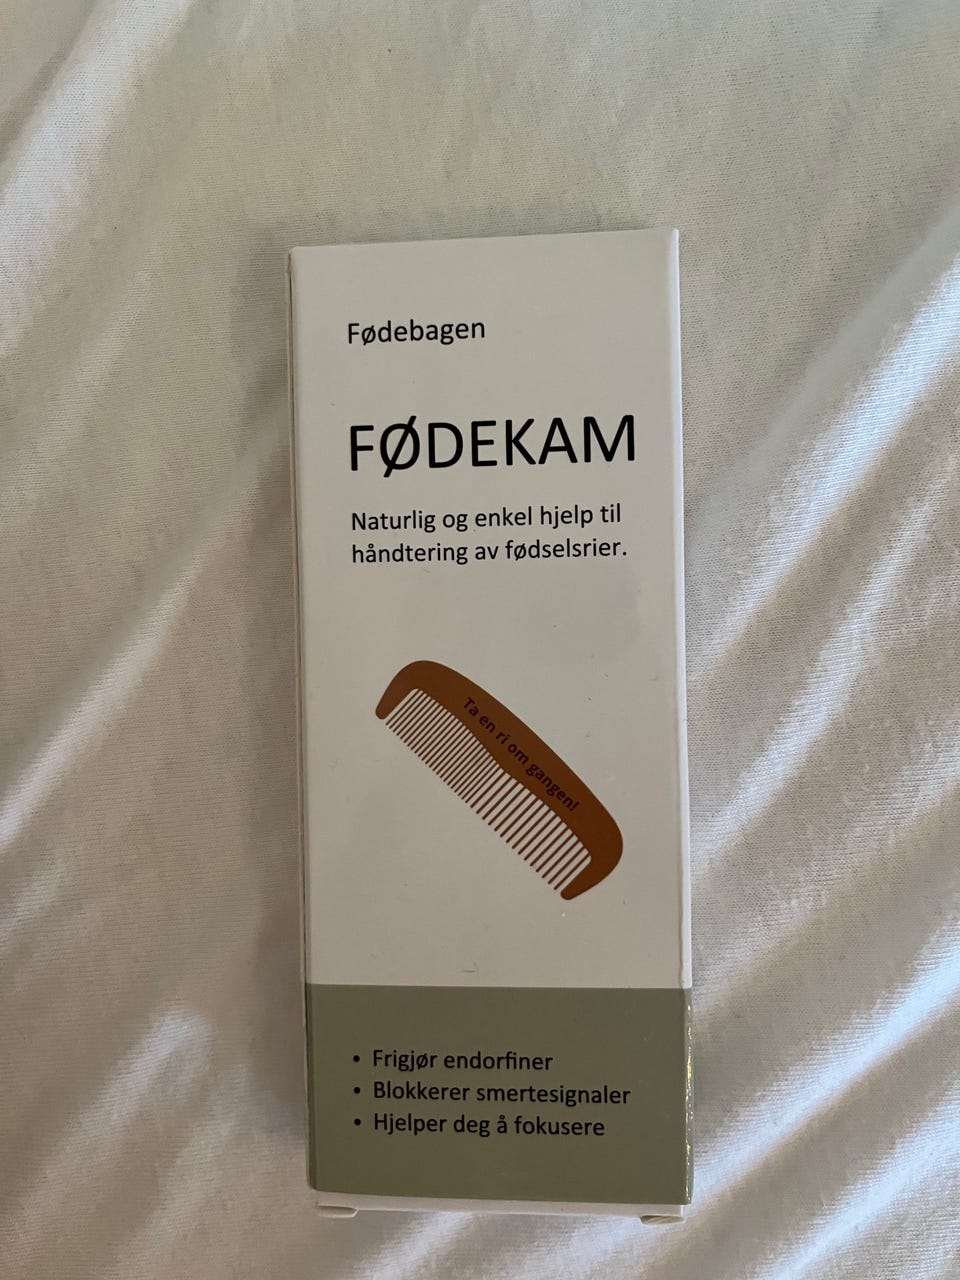 Fødebagen
FØDEKAM
Naturlig og enkel hjelp til
håndtering av fødselsrier.
Ta en ri om gangen!
• Frigjør endorfiner
• Blokkerer smertesignaler
• Hjelper deg å fokusere